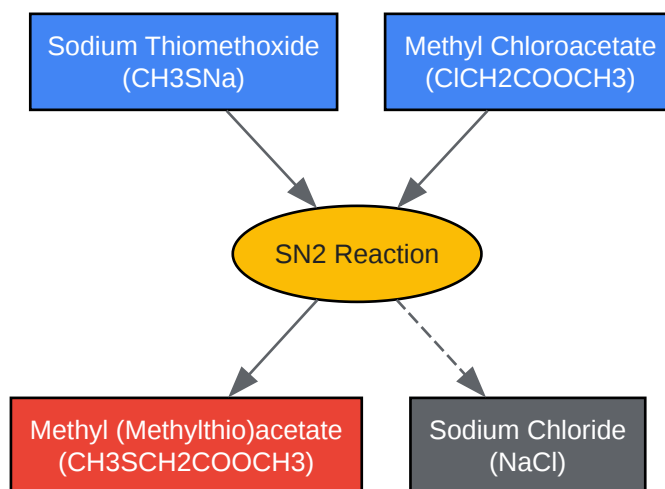 Sodium Thiomethoxide
(CH3SNa)
Methyl Chloroacetate
(ClCH2COOCH3)
SN2 Reaction
Methyl (Methylthio)acetate
(CH3SCH2COOCH3)
Sodium Chloride
(NaCl)